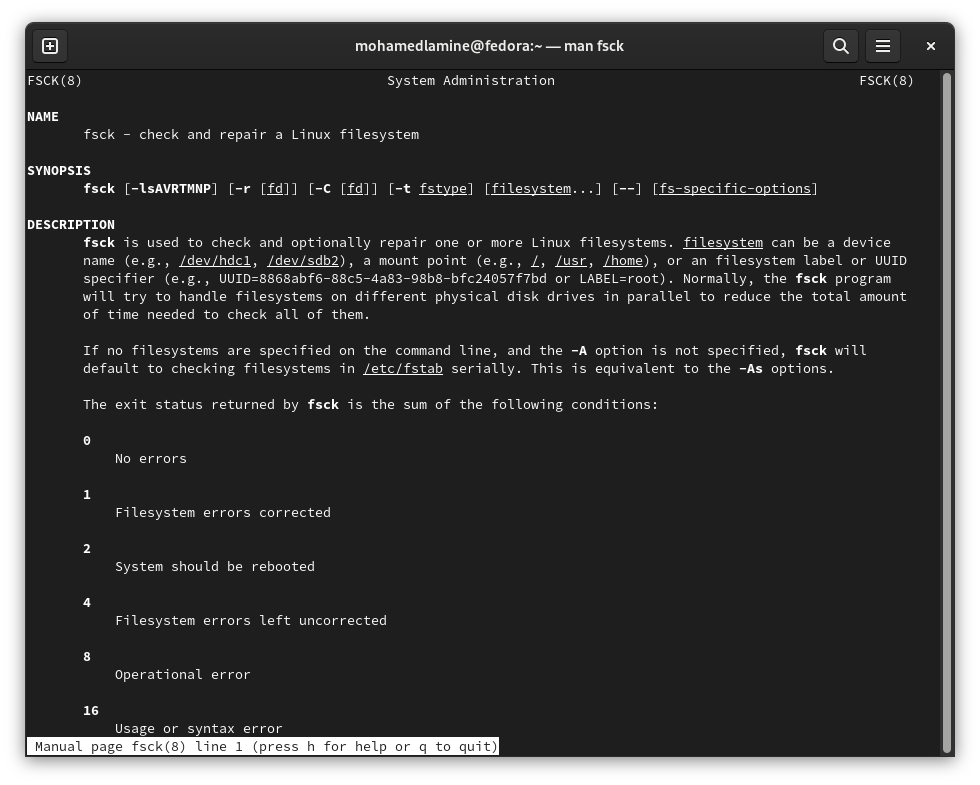 mohamedlamine@fedora:~ — man fsck
FSCK(8) System Administration FSCK(8)
NAME
fsck - check and repair a Linux filesystem
SYNOPSIS
fsck [-lsAVRTMNP] [-r [fd]] [-C [fd]] [-t fstype] [filesystem...] [--] [fs-specific-options]
DESCRIPTION
fsck is used to check and optionally repair one or more Linux filesystems. filesystem can be a device
name (e.g., /dev/hdc1, /dev/sdb2), a mount point (e.g., /, /usr, /home), or an filesystem label or UUID
specifier (e.g., UUID=8868abf6-88c5-4a83-98b8-bfc24057f7bd or LABEL=root). Normally, the fsck program
will try to handle filesystems on different physical disk drives in parallel to reduce the total amount
of time needed to check all of them.
If no filesystems are specified on the command line, and the -A option is not specified, fsck will
default to checking filesystems in /etc/fstab serially. This is equivalent to the -As options.
The exit status returned by fsck is the sum of the following conditions:
0
No errors
1
Filesystem errors corrected
2
System should be rebooted
4
Filesystem errors left uncorrected
8
Operational error
16
Usage or syntax error
Manual page fsck(8) line 1 (press h for help or q to quit)